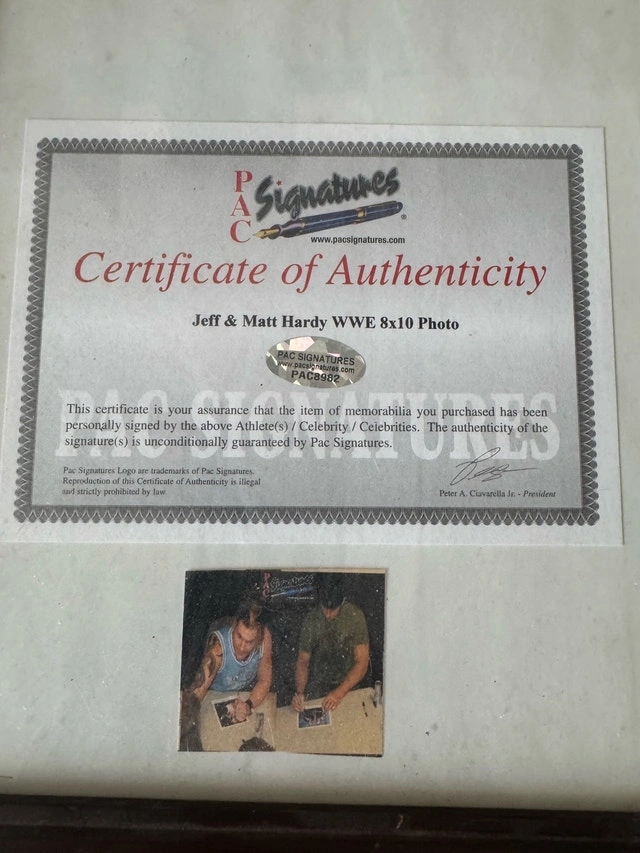 PAC Signatures
www.pacsignatures.com
Certificate of Authenticity
Jeff & Matt Hardy WWE 8x10 Photo
PAC SIGNATURES
www.pacsignatures.com
PAC8982
PAC SIGNATURES
This certificate is your assurance that the item of memorabilia you purchased has been
personally signed by the above Athlete(s) / Celebrity / Celebrities. The authenticity of the
signature(s) is unconditionally guaranteed by Pac Signatures.
Pac Signatures Logo are trademarks of Pac Signatures.
Reproduction of this Certificate of Authenticity is illegal
and strictly prohibited by law
Peter A. Ciavarella Jr. - President
PAC Signatures